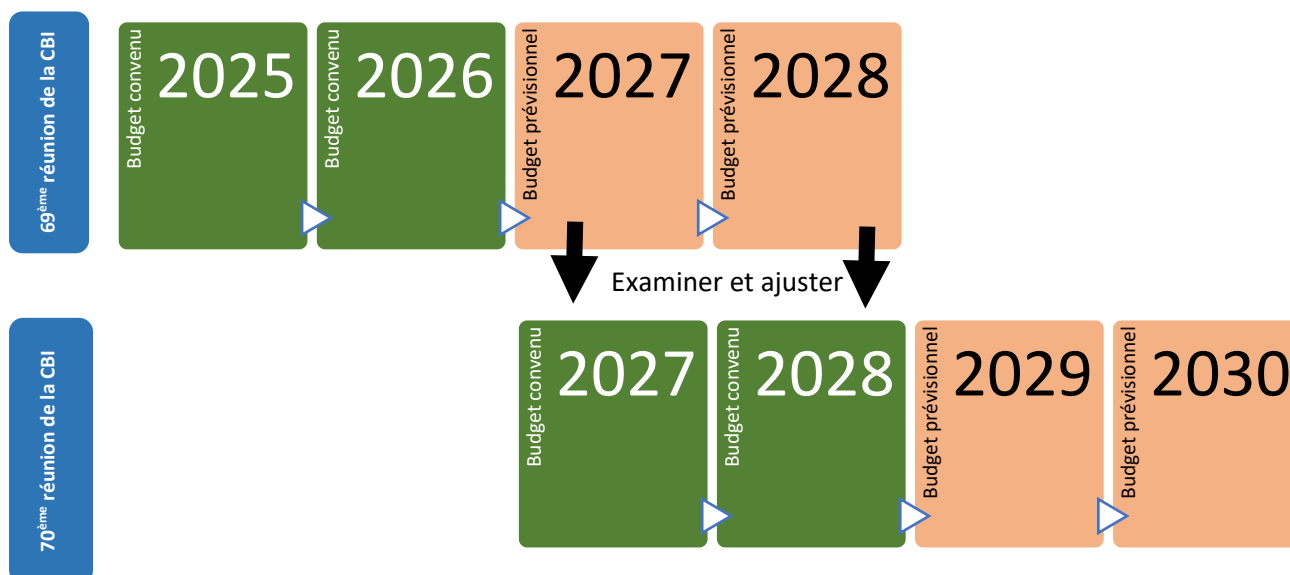 69ème réunion de la CBI
Budget convenu
2025
Budget convenu
2026
Budget prévisionnel
2027
Budget prévisionnel
2028
Examiner et ajuster
70ème réunion de la CBI
Budget convenu
2027
Budget convenu
2028
Budget prévisionnel
2029
Budget prévisionnel
2030